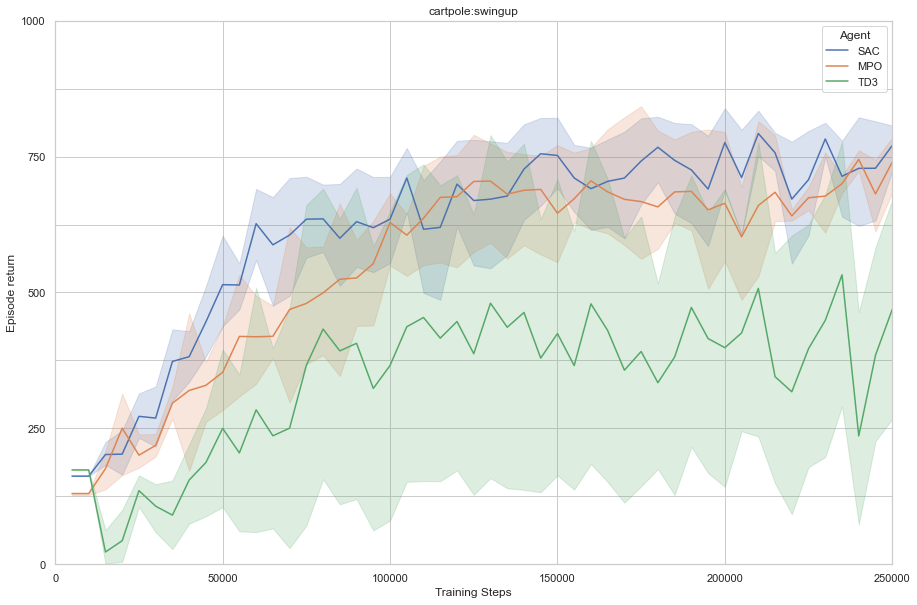 cartpole:swingup
1000
750
500
250
0
Episode return
Agent
SAC
MPO
TD3
0 50000 100000 150000 200000 250000
Training Steps